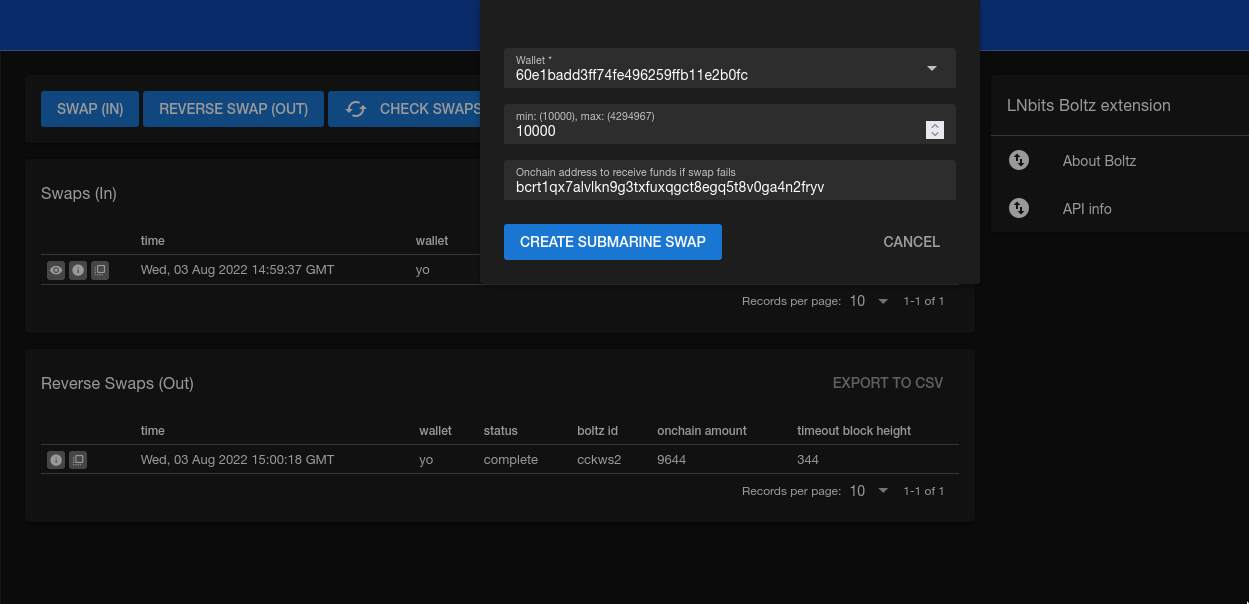 Wallet *
60e1badd3ff74fe496259ffb11e2b0fc
min: (10000), max: (4294967)
10000
Onchain address to receive funds if swap fails
bcrt1qx7alvlkn9g3txfuxqgct8egq5t8v0ga4n2fryv
CREATE SUBMARINE SWAP CANCEL
SWAP (IN) REVERSE SWAP (OUT) CHECK SWAPS
Swaps (In)
time wallet
Wed, 03 Aug 2022 14:59:37 GMT yo
Records per page: 10 1-1 of 1
Reverse Swaps (Out) EXPORT TO CSV
time wallet status boltz id onchain amount timeout block height
Wed, 03 Aug 2022 15:00:18 GMT yo complete cckws2 9644 344
Records per page: 10 1-1 of 1
LNbits Boltz extension
About Boltz
API info